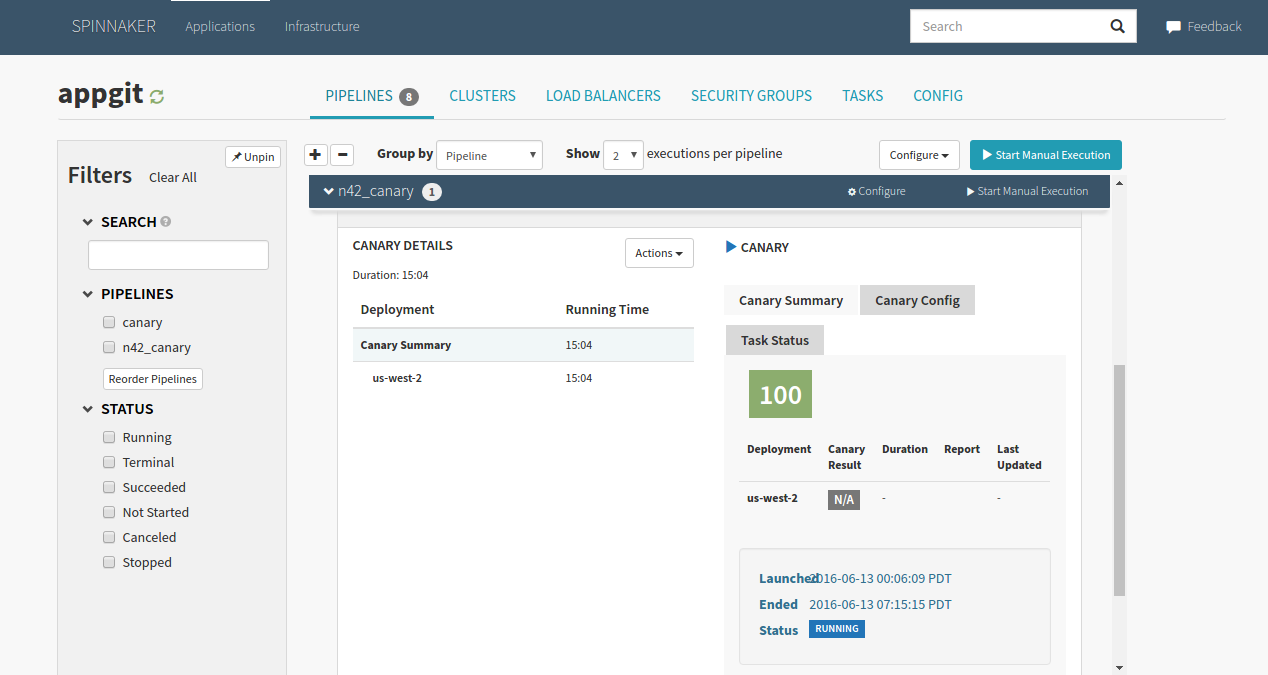 SPINNAKER Applications Infrastructure Search Feedback
appgit PIPELINES 8 CLUSTERS LOAD BALANCERS SECURITY GROUPS TASKS CONFIG
Unpin
Filters Clear All
SEARCH
PIPELINES
canary
n42_canary
Reorder Pipelines
STATUS
Running
Terminal
Succeeded
Not Started
Canceled
Stopped
Group by Pipeline Show 2 executions per pipeline Configure Start Manual Execution
n42_canary 1 Configure Start Manual Execution
CANARY DETAILS Actions
Duration: 15:04
Deployment Running Time
Canary Summary 15:04
us-west-2 15:04
CANARY
Canary Summary Canary Config
Task Status
100
Deployment Canary Result Duration Report Last Updated
us-west-2 N/A - -
Launched 2016-06-13 00:06:09 PDT
Ended 2016-06-13 07:15:15 PDT
Status RUNNING